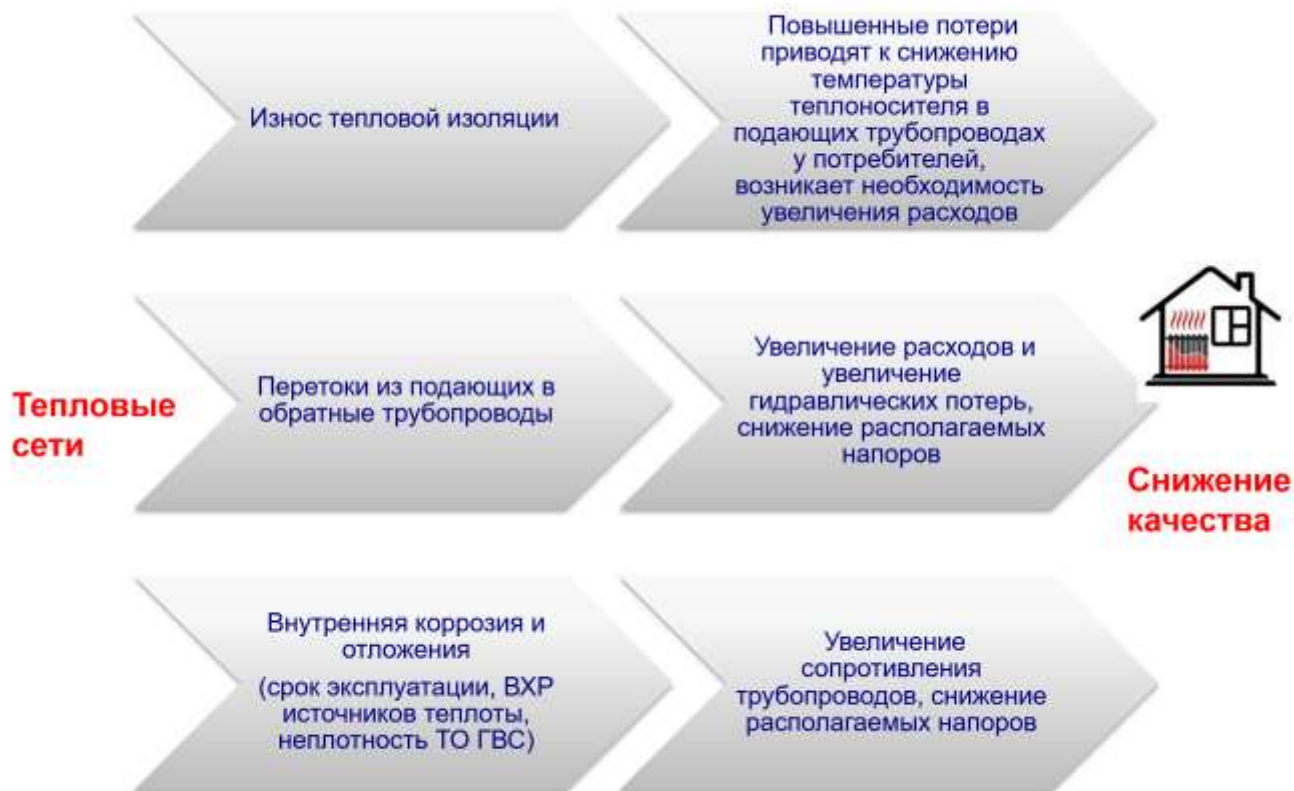 Износ тепловой изоляции
Повышенные потери
приводят к снижению
температуры
теплоносителя в
подающих трубопроводах
у потребителей,
возникает необходимость
увеличения расходов
Тепловые
сети
Перетоки из подающих в
обратные трубопроводы
Увеличение расходов и
увеличение
гидравлических потерь,
снижение располагаемых
напоров
Снижение
качества
Внутренняя коррозия и
отложения
(срок эксплуатации, ВХР
источников теплоты,
неплотность ТО ГВС)
Увеличение
сопротивления
трубопроводов, снижение
располагаемых напоров